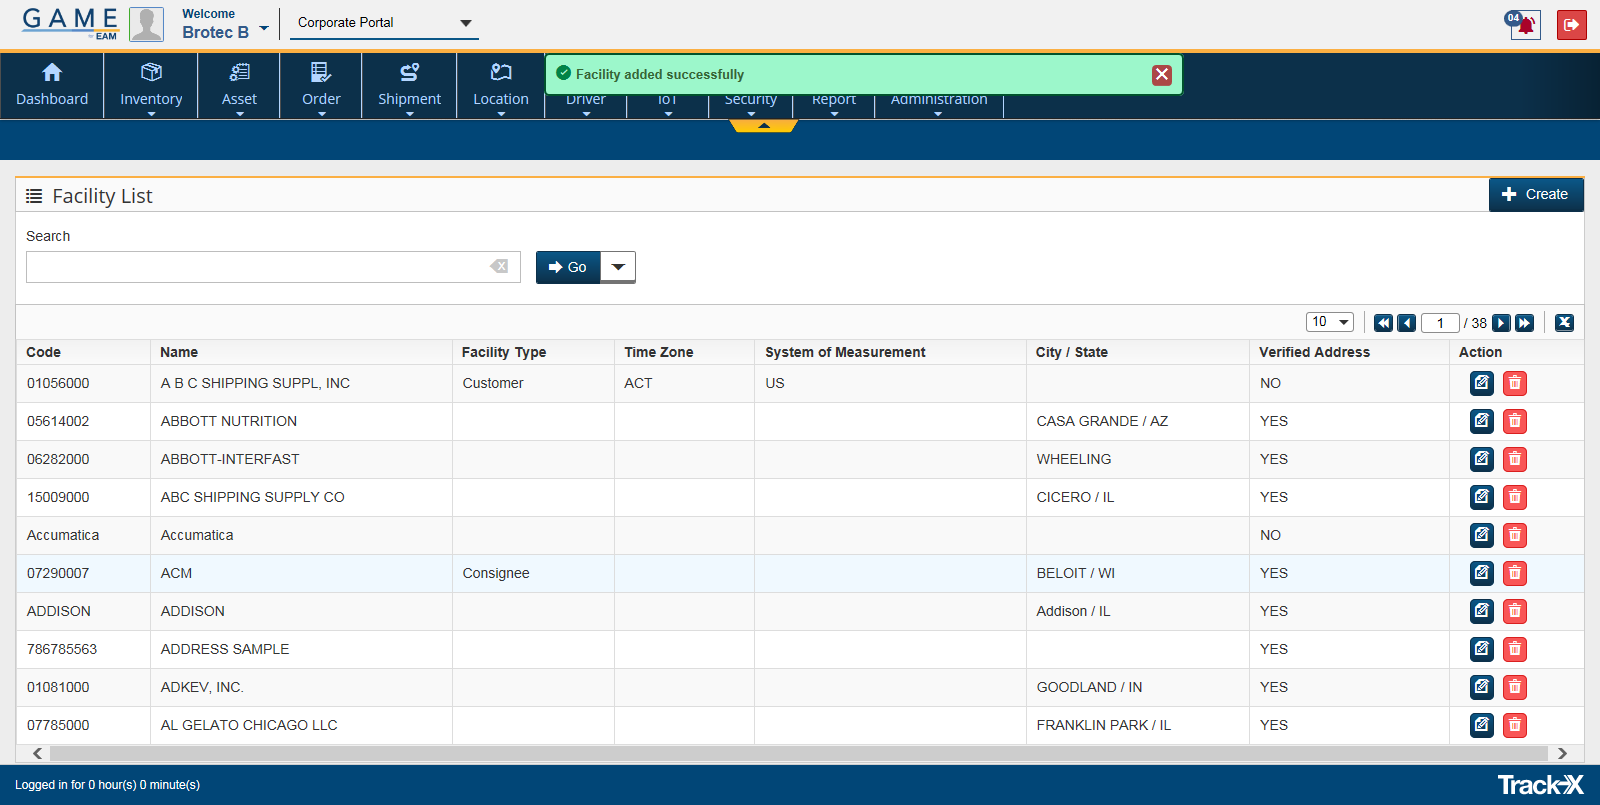 GAME
EAM
Welcome
Brotec B
Corporate Portal
04
Facility added successfully
Dashboard Inventory Asset Order Shipment Location Driver IoT Security Report Administration
Facility List
Create
Search
Go
10 1 / 38
Code Name Facility Type Time Zone System of Measurement City / State Verified Address Action
01056000 A B C SHIPPING SUPPL, INC Customer ACT US NO
05614002 ABBOTT NUTRITION CASA GRANDE / AZ YES
06282000 ABBOTT-INTERFAST WHEELING YES
15009000 ABC SHIPPING SUPPLY CO CICERO / IL YES
Accumatica Accumatica NO
07290007 ACM Consignee BELOIT / WI YES
ADDISON ADDISON Addison / IL YES
786785563 ADDRESS SAMPLE YES
01081000 ADKEV, INC. GOODLAND / IN YES
07785000 AL GELATO CHICAGO LLC FRANKLIN PARK / IL YES
Logged in for 0 hour(s) 0 minute(s)
Track-X